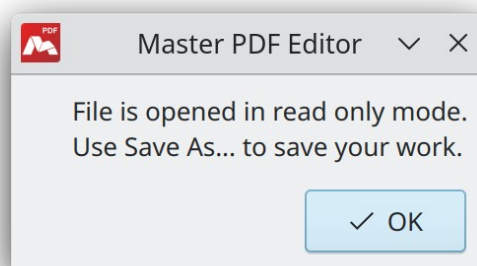 PDF
Master PDF Editor
File is opened in read only mode.
Use Save As... to save your work.
OK